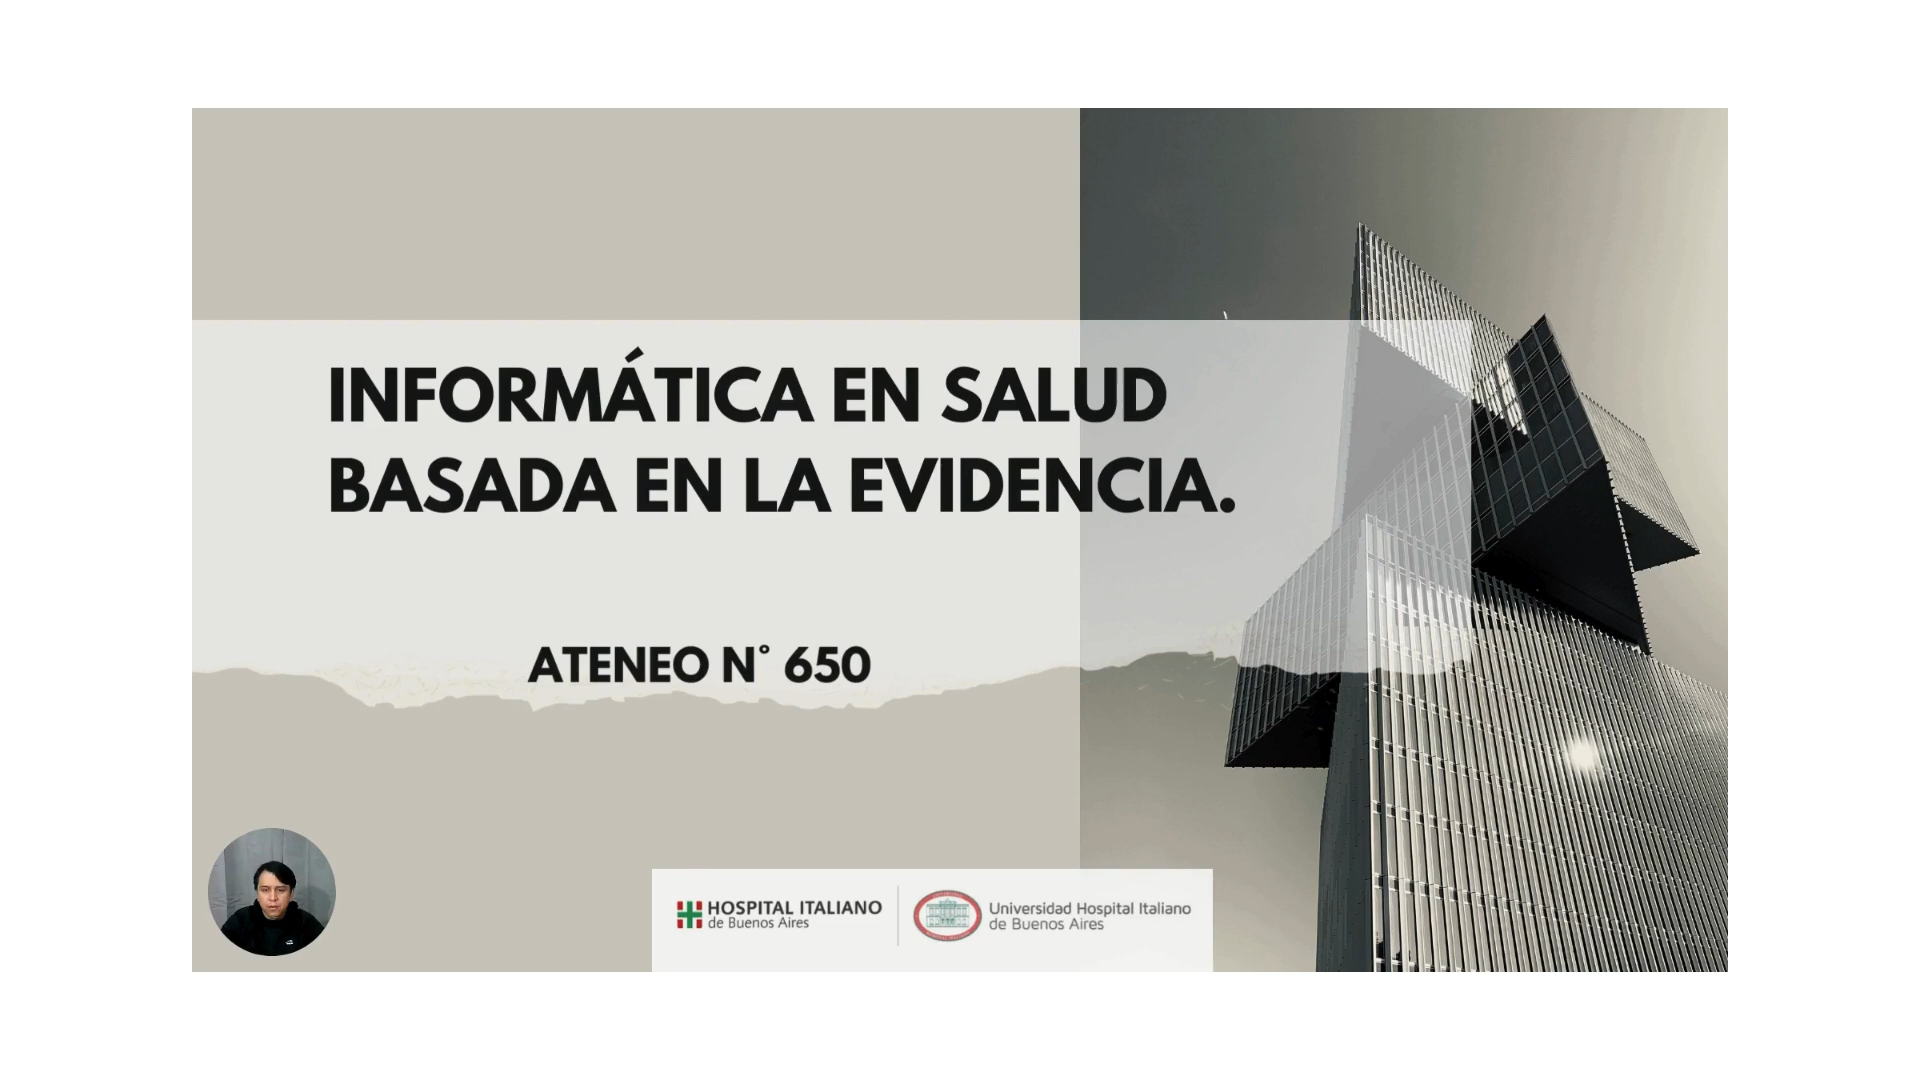 INFORMÁTICA EN SALUD
BASADA EN LA EVIDENCIA.
ATENEO N° 650
HOSPITAL ITALIANO
de Buenos Aires
Universidad Hospital Italiano
de Buenos Aires